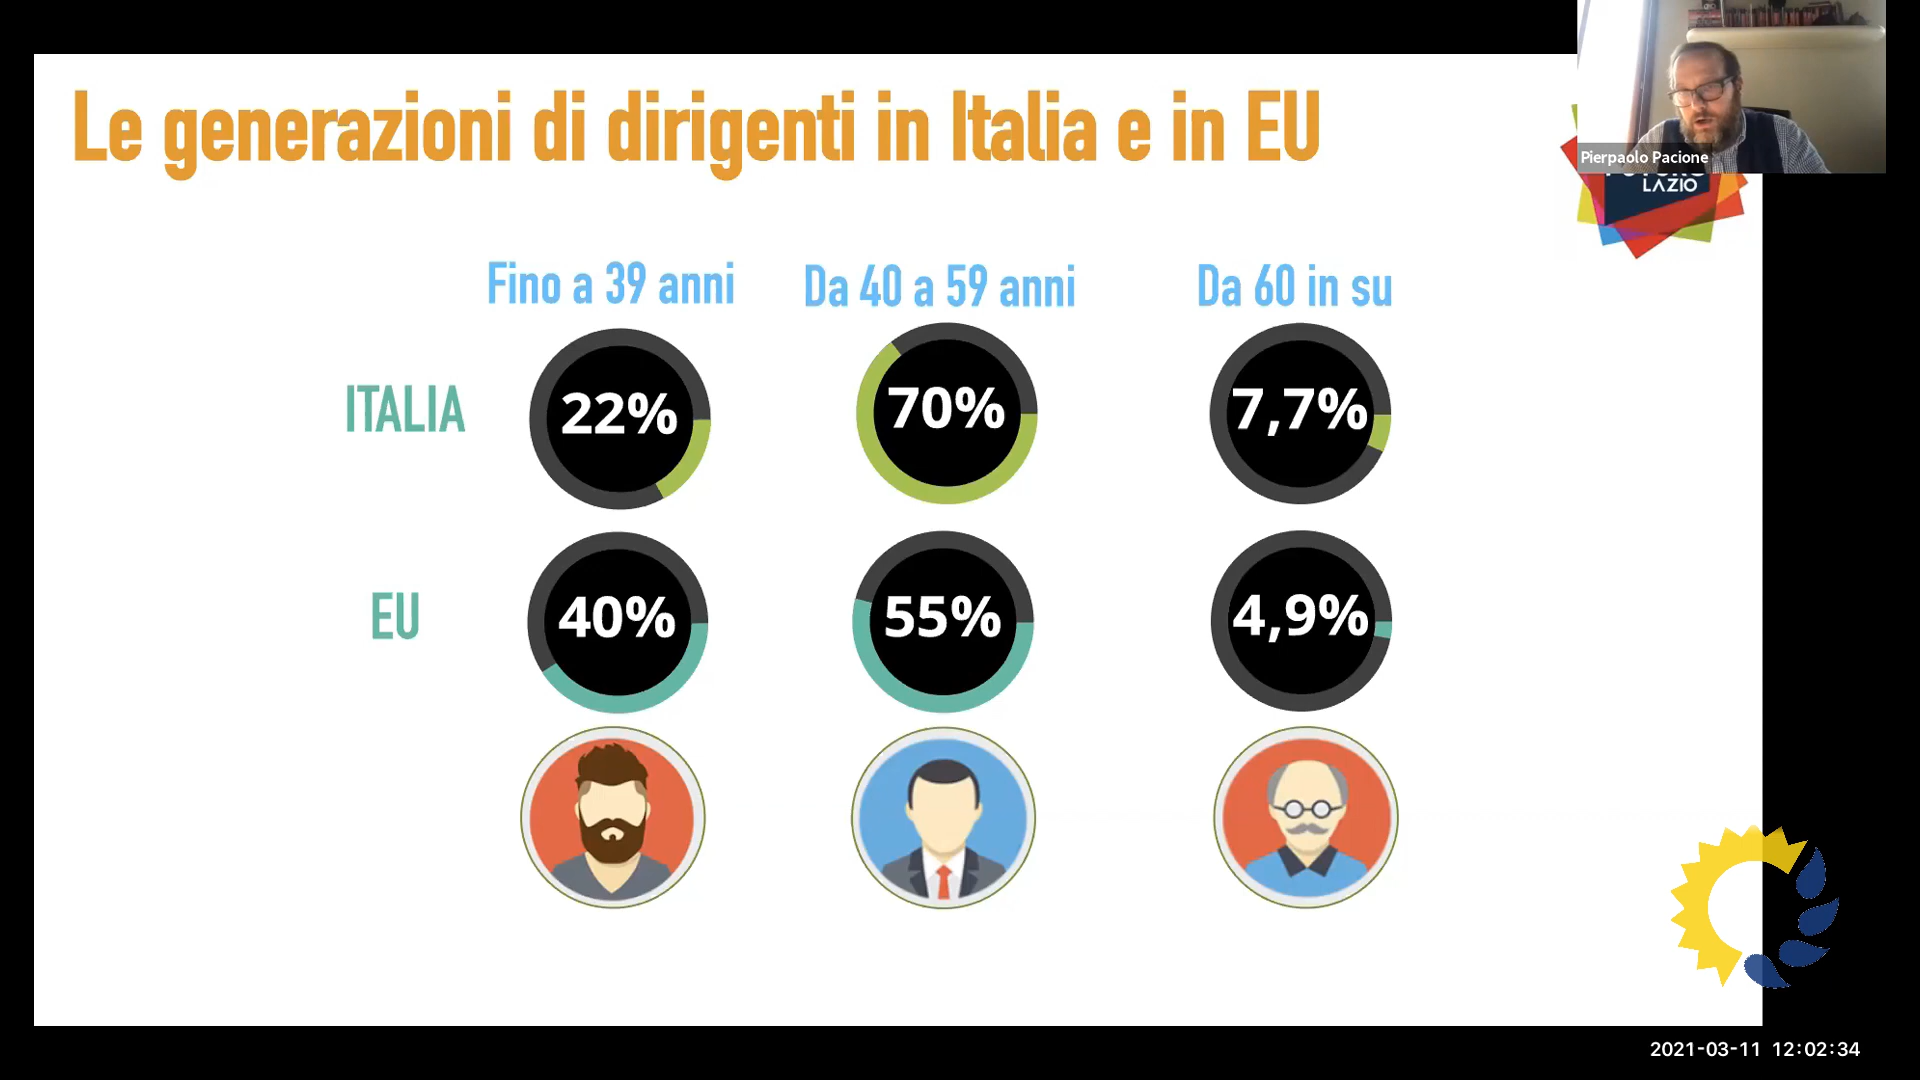 Le generazioni di dirigenti in Italia e in EU
Pierpaolo Pacione
LAZIO
Fino a 39 anni
Da 40 a 59 anni
Da 60 in su
ITALIA
22%
70%
7,7%
EU
40%
55%
4,9%
2021-03-11 12:02:34